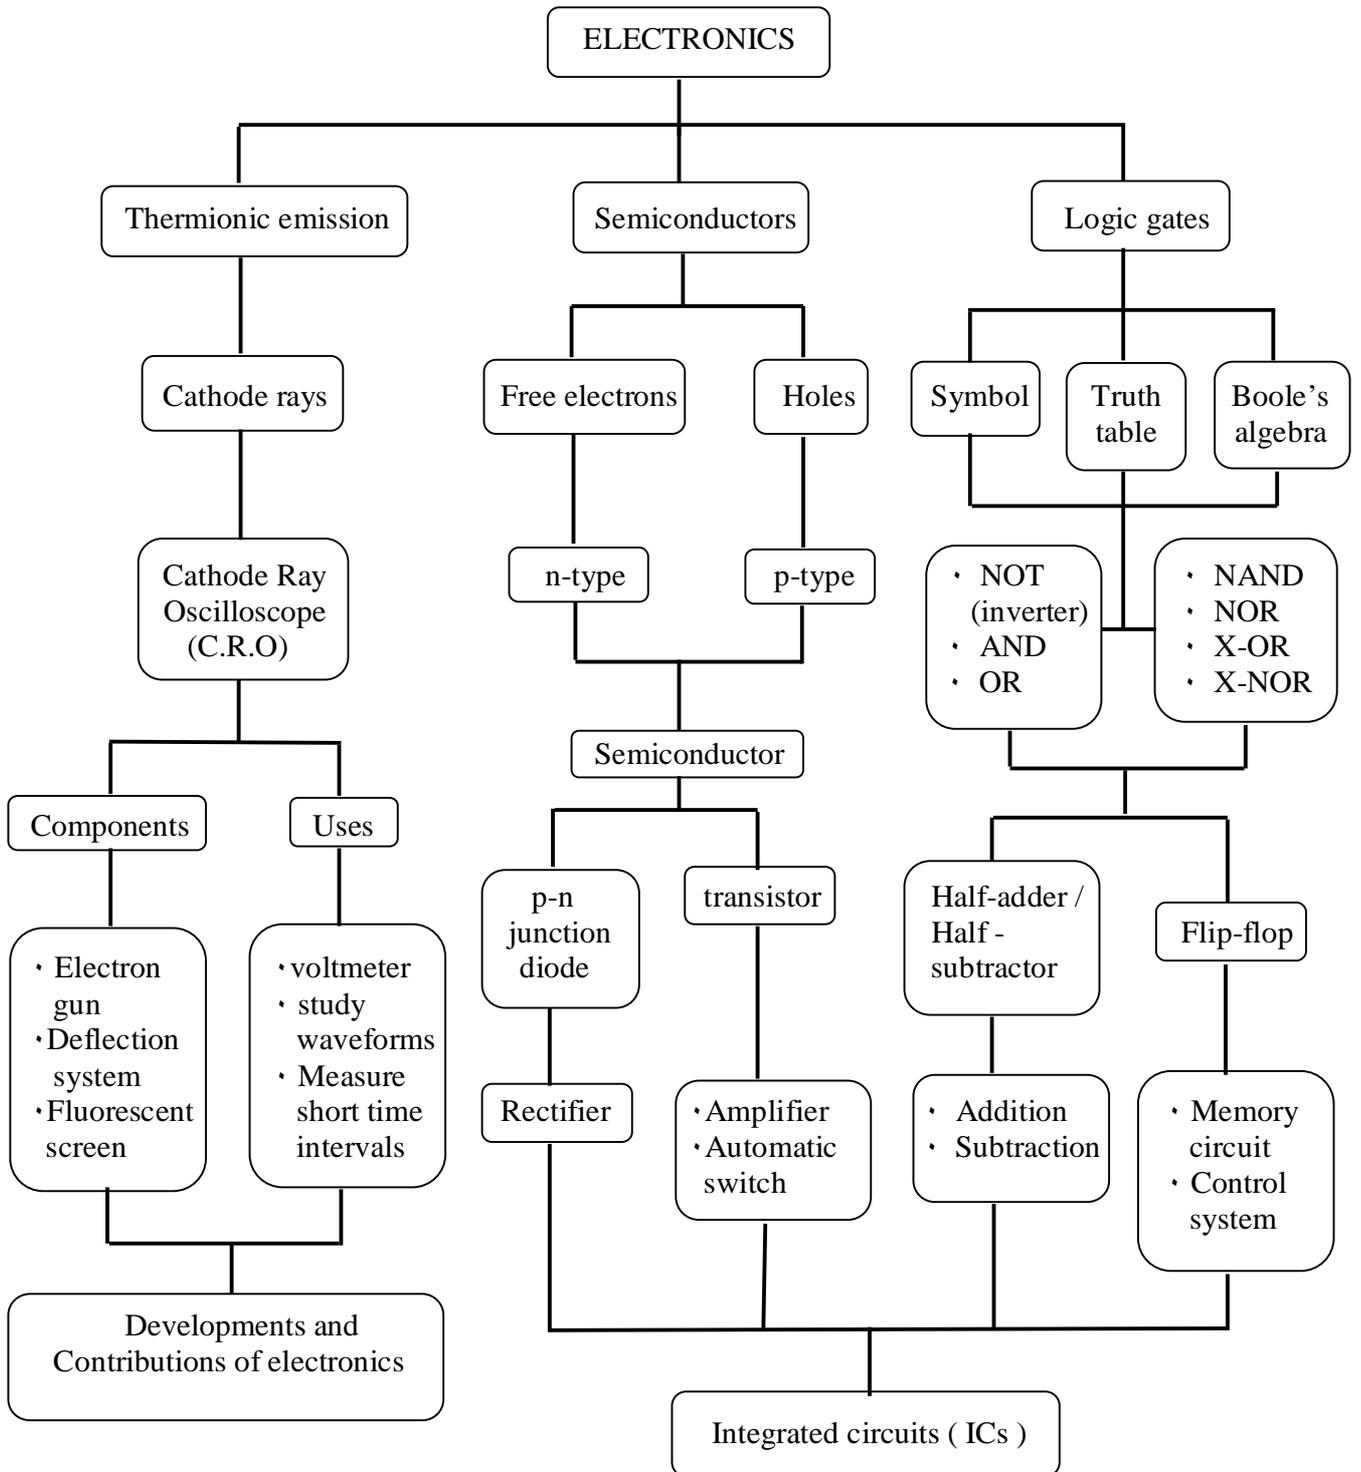 ELECTRONICS
Thermionic emission
Semiconductors
Logic gates
Cathode rays
Free electrons
Holes
Symbol
Truth
table
Boole's
algebra
Cathode Ray
Oscilloscope
(C.R.O)
n-type
p-type
• NOT
(inverter)
• AND
• OR
• NAND
• NOR
• X-OR
• X-NOR
Semiconductor
Components
Uses
p-n
junction
diode
transistor
Half-adder /
Half -
subtractor
Flip-flop
• Electron
gun
• Deflection
system
• Fluorescent
screen
• voltmeter
• study
waveforms
• Measure
short time
intervals
Rectifier
• Amplifier
• Automatic
switch
• Addition
• Subtraction
• Memory
circuit
• Control
system
Developments and
Contributions of electronics
Integrated circuits ( ICs )